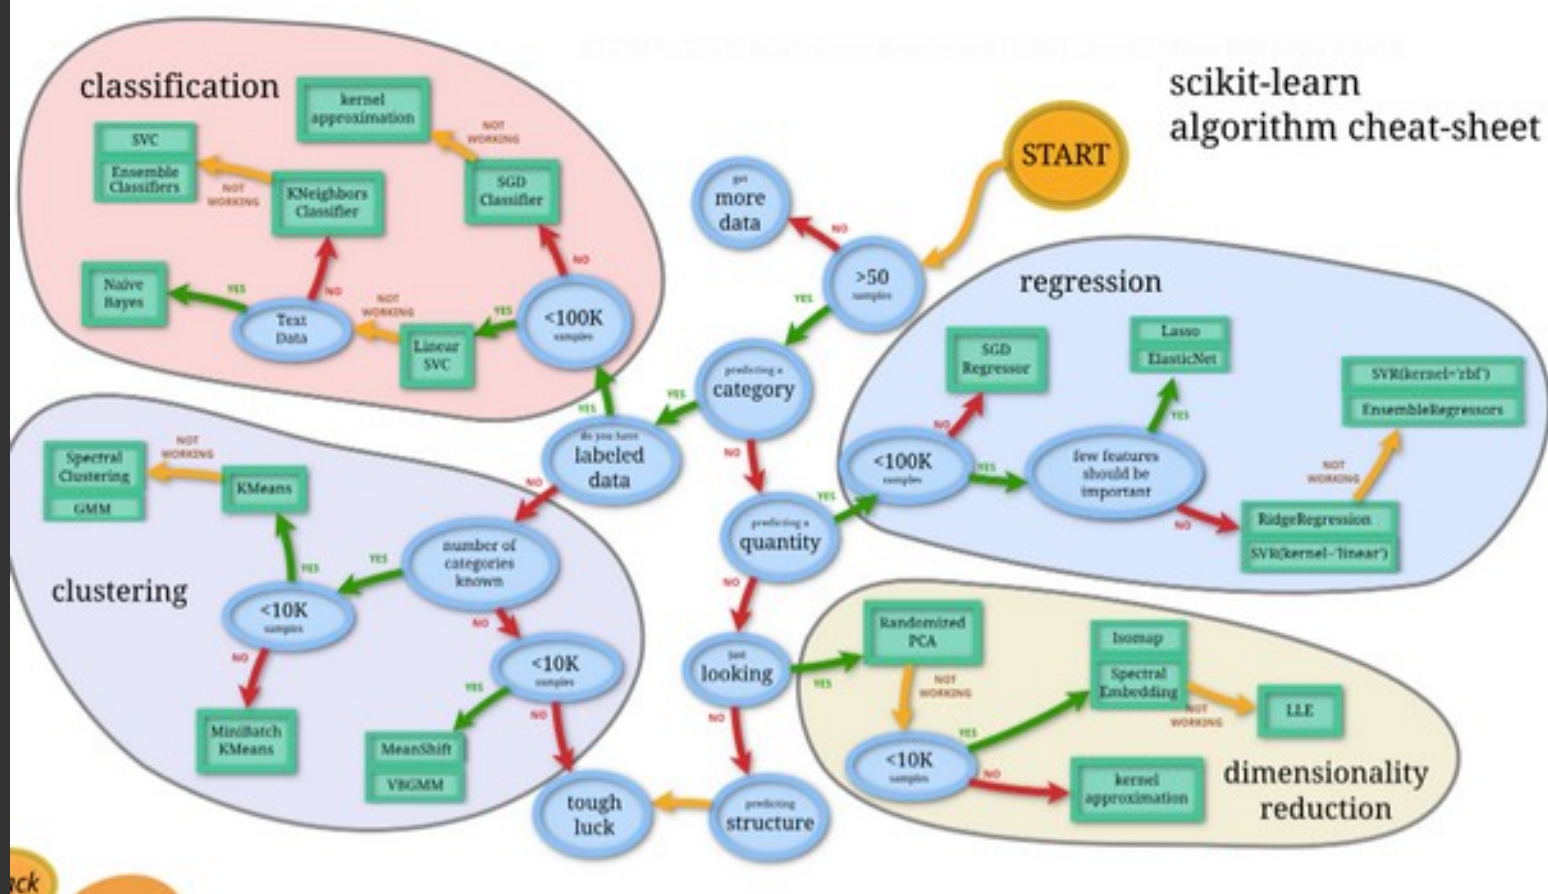 scikit-learn
algorithm cheat-sheet
START
classification
kernel
approximation
NOT
WORKING
SVC
Ensemble
Classifiers
NOT
WORKING
KNeighbors
Classifier
SGD
Classifier
NO
Naive
Bayes
YES
Text
Data
NO
NOT
WORKING
Linear
SVC
YES
<100K
samples
YES
get
more
data
NO
>50
samples
YES
predicting a
category
YES
do you have
labeled
data
NO
NO
predicting a
quantity
YES
NO
just
looking
YES
NO
predicting
structure
tough
luck
regression
SGD
Regressor
Lasso
ElasticNet
SVR(kernel='rbf')
EnsembleRegressors
NO
YES
<100K
samples
YES
few features
should be
important
NOT
WORKING
NO
RidgeRegression
SVR(kernel='linear')
clustering
Spectral
Clustering
GMM
NOT
WORKING
KMeans
YES
number of
categories
known
YES
<10K
samples
NO
NO
<10K
samples
YES
NO
MiniBatch
KMeans
MeanShift
VBGMM
dimensionality
reduction
Randomized
PCA
NOT
WORKING
Isomap
Spectral
Embedding
NOT
WORKING
LLE
YES
<10K
samples
NO
kernel
approximation
ack